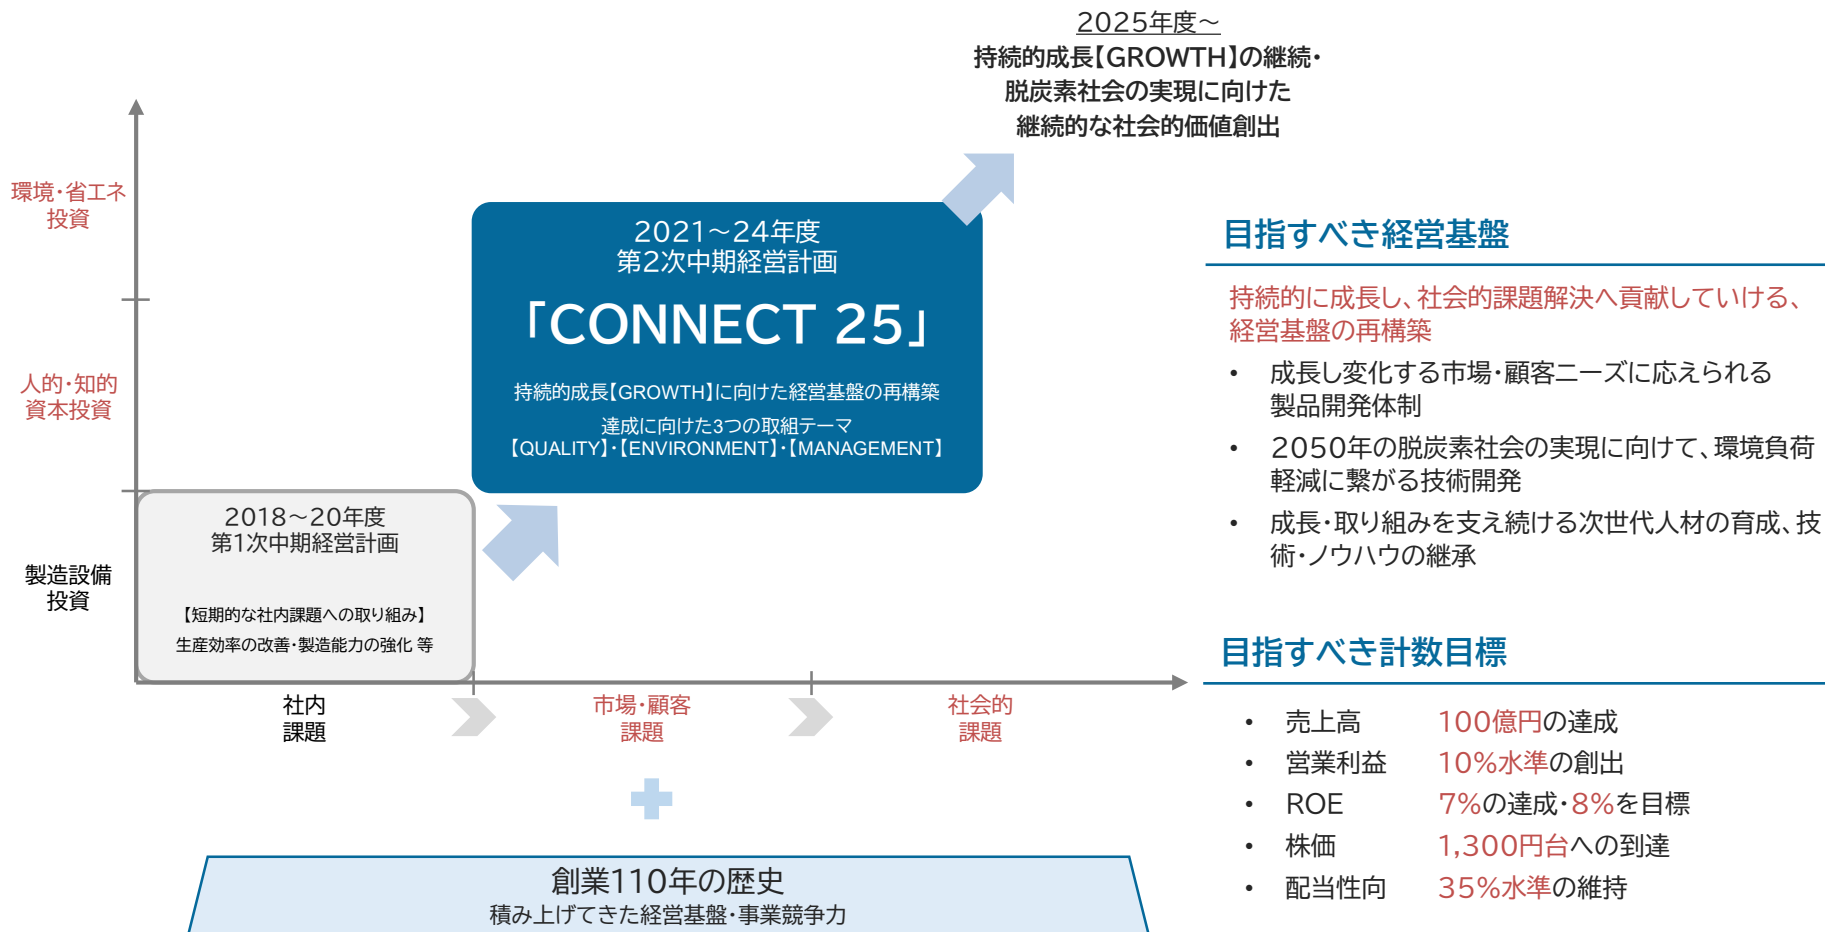 2025年度～
持続的成長【GROWTH】の継続・
脱炭素社会の実現に向けた
継続的な社会的価値創出
環境・省エネ
投資
人的・知的
資本投資
製造設備
投資
2021～24年度
第2次中期経営計画
「CONNECT 25」
持続的成長【GROWTH】に向けた経営基盤の再構築
達成に向けた3つの取組テーマ
【QUALITY】・【ENVIRONMENT】・【MANAGEMENT】
2018～20年度
第1次中期経営計画
【短期的な社内課題への取り組み】
生産効率の改善・製造能力の強化 等
社内
課題
市場・顧客
課題
社会的
課題
創業110年の歴史
積み上げてきた経営基盤・事業競争力
目指すべき経営基盤
持続的に成長し、社会的課題解決へ貢献していける、
経営基盤の再構築
• 成長し変化する市場・顧客ニーズに応えられる
製品開発体制
• 2050年の脱炭素社会の実現に向けて、環境負荷
軽減に繋がる技術開発
• 成長・取り組みを支え続ける次世代人材の育成、技
術・ノウハウの継承
目指すべき計数目標
• 売上高 100億円の達成
• 営業利益 10%水準の創出
• ROE 7%の達成・8%を目標
• 株価 1,300円台への到達
• 配当性向 35%水準の維持